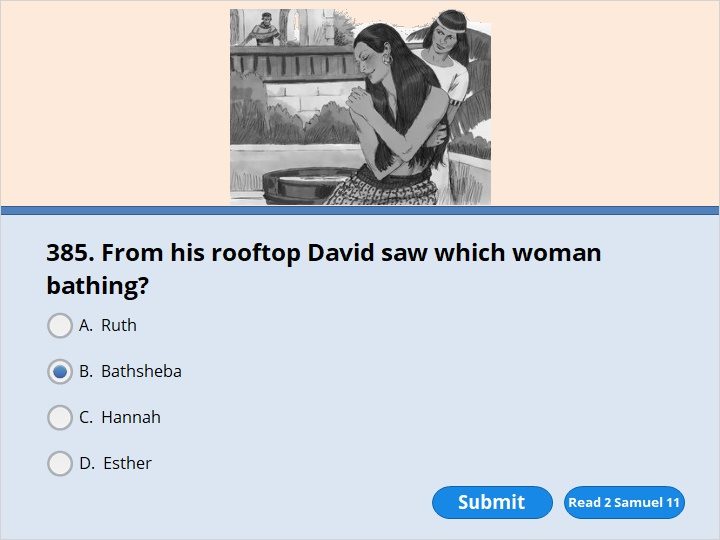 385. From his rooftop David saw which woman
bathing?
A. Ruth
B. Bathsheba
C. Hannah
D. Esther
Submit
Read 2 Samuel 11